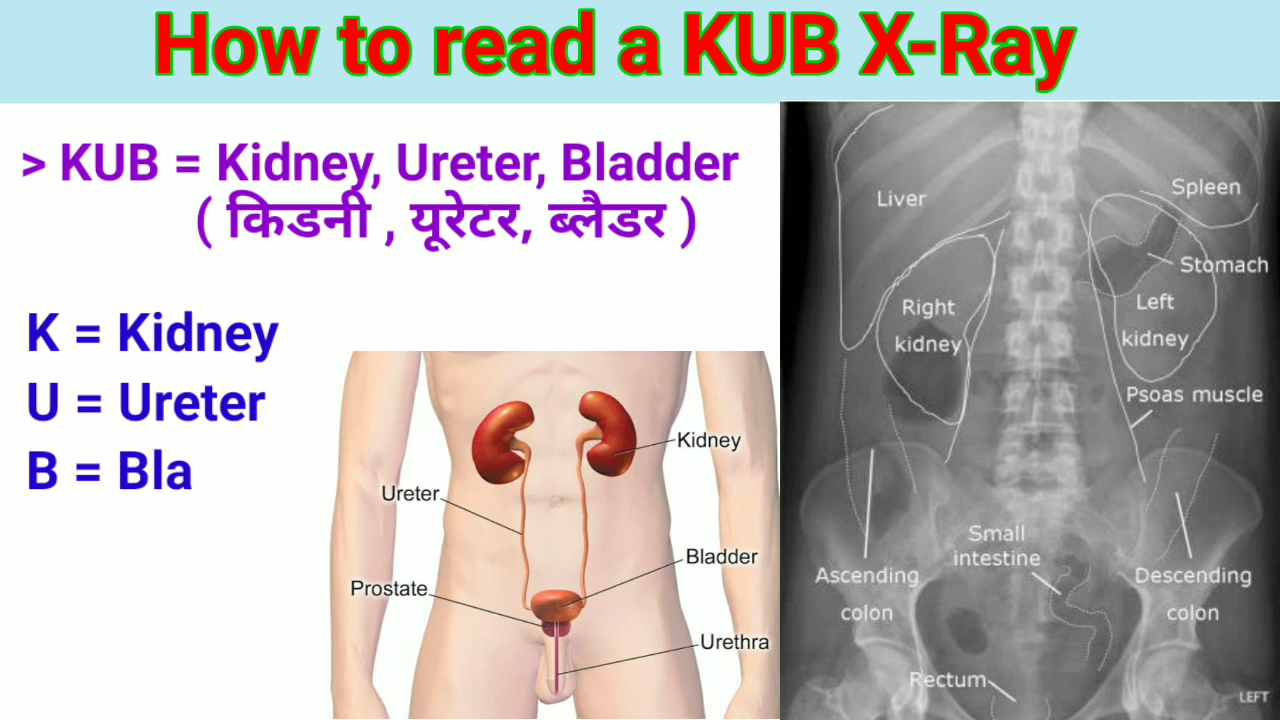 How to read a KUB X-Ray
> KUB = Kidney, Ureter, Bladder
( किडनी , यूरेटर, ब्लैडर )
K = Kidney
U = Ureter
B = Bla
Kidney
Ureter
Bladder
Prostate
Urethra
Liver
Spleen
Stomach
Right
kidney
Left
kidney
Psoas muscle
Small
intestine
Ascending
colon
Descending
colon
Rectum
LEFT